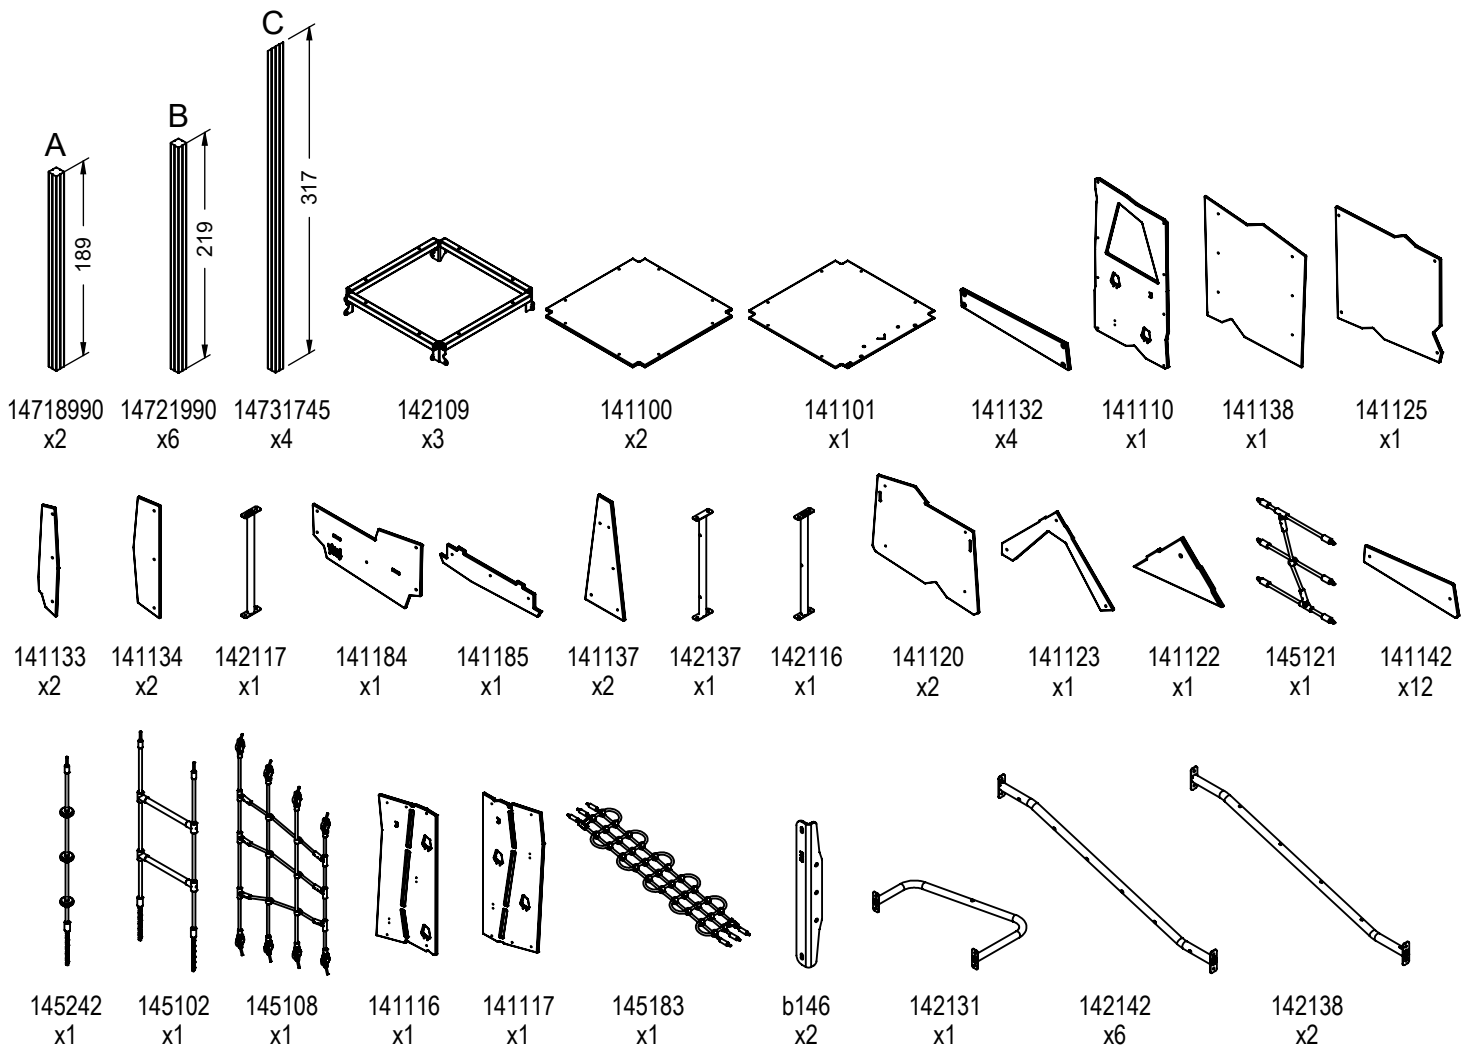 C
B
A
317
219
189
14718990 14721990 14731745 142109 141100 141101 141132 141110 141138 141125
x2 x6 x4 x3 x2 x1 x4 x1 x1 x1
141133 141134 142117 141184 141185 141137 142137 142116 141120 141123 141122 145121 141142
x2 x2 x1 x1 x1 x2 x1 x1 x2 x1 x1 x1 x12
145242 145102 145108 141116 141117 145183 b146 142131 142142 142138
x1 x1 x1 x1 x1 x1 x2 x1 x6 x2